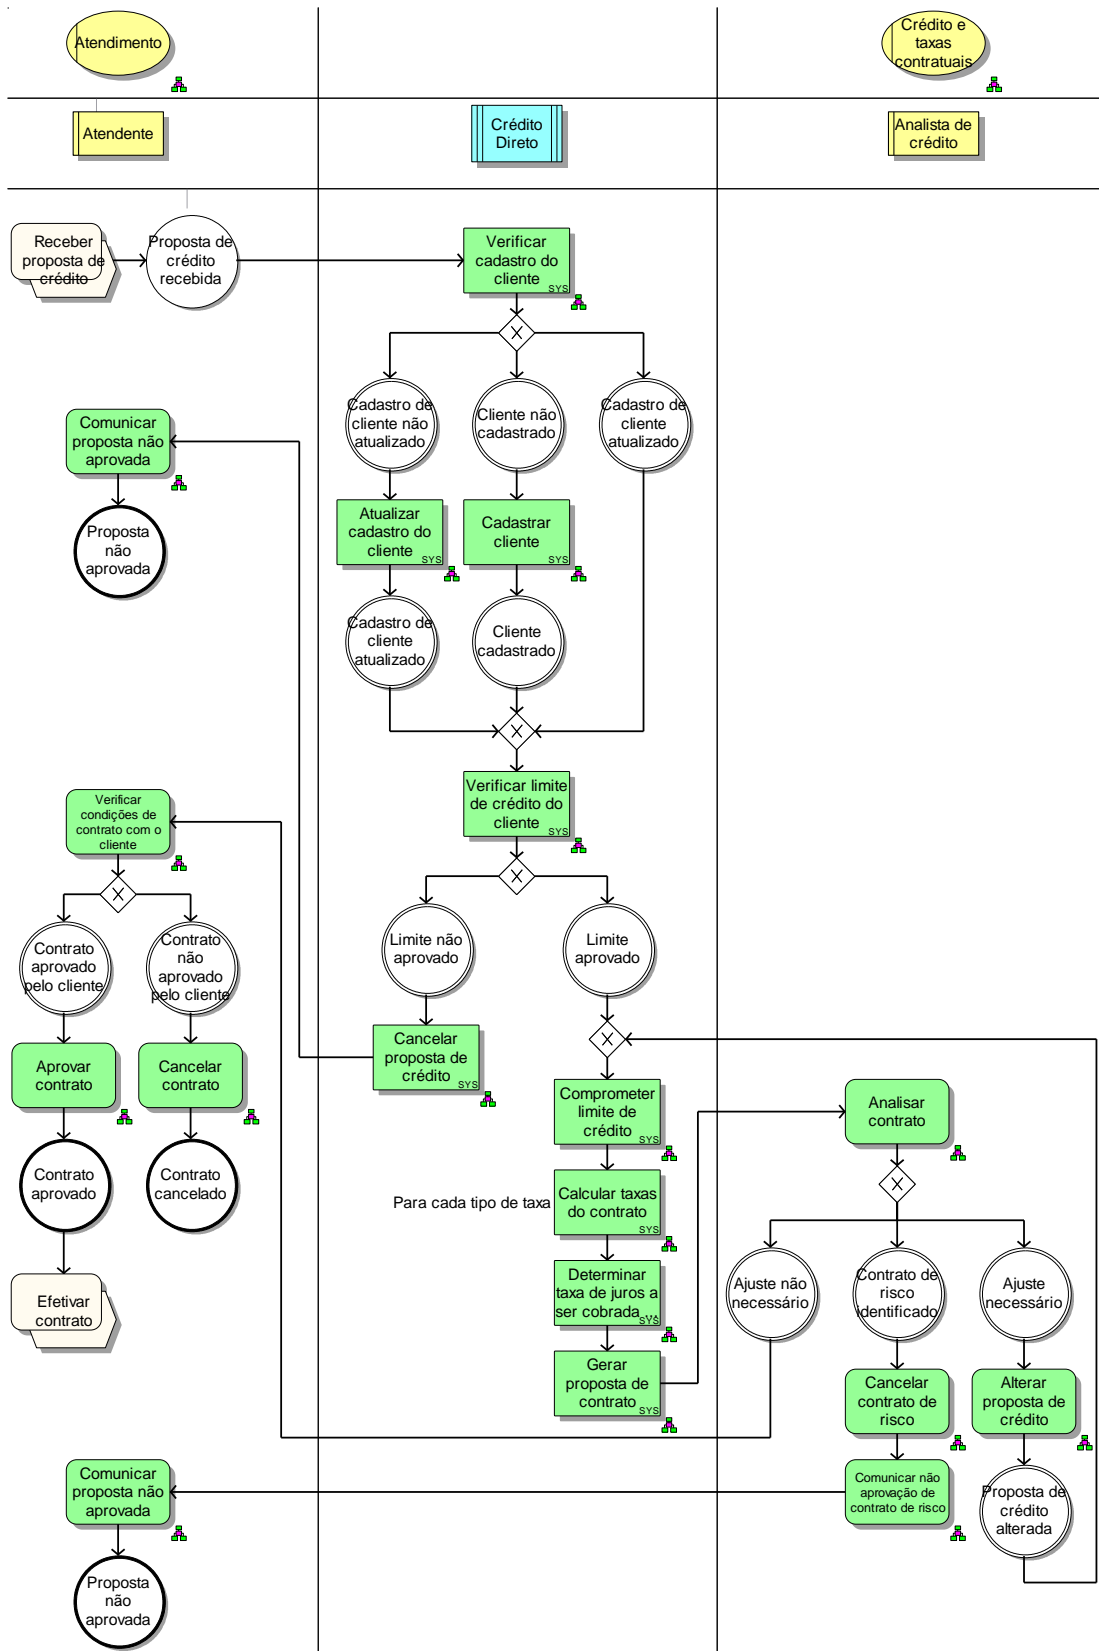 Atendimento
Crédito e
taxas
contratuais
Atendente
Crédito
Direto
Analista de
crédito
Receber
proposta de
crédito
Proposta de
crédito
recebida
Verificar
cadastro do
cliente
SYS
X
Cadastro de
cliente não
atualizado
Cliente não
cadastrado
Cadastro de
cliente
atualizado
Comunicar
proposta não
aprovada
Proposta
não
aprovada
Atualizar
cadastro do
cliente
SYS
Cadastrar
cliente
SYS
Cadastro de
cliente
atualizado
Cliente
cadastrado
X
Verificar limite
de crédito do
cliente
SYS
X
Verificar
condições de
contrato com o
cliente
X
Contrato
aprovado
pelo cliente
Contrato
não
aprovado
pelo cliente
Limite não
aprovado
Limite
aprovado
Aprovar
contrato
Cancelar
contrato
Cancelar
proposta de
crédito
SYS
X
Comprometer
limite de
crédito
SYS
Analisar
contrato
X
Contrato
aprovado
Contrato
cancelado
Para cada tipo de taxa
Calcular taxas
do contrato
SYS
Determinar
taxa de juros a
ser cobrada
SYS
Ajuste não
necessário
Contrato de
risco
identificado
Ajuste
necessário
Efetivar
contrato
Gerar
proposta de
contrato
SYS
Cancelar
contrato de
risco
Alterar
proposta de
crédito
Comunicar
proposta não
aprovada
Comunicar não
aprovação de
contrato de risco
Proposta de
crédito
alterada
Proposta
não
aprovada